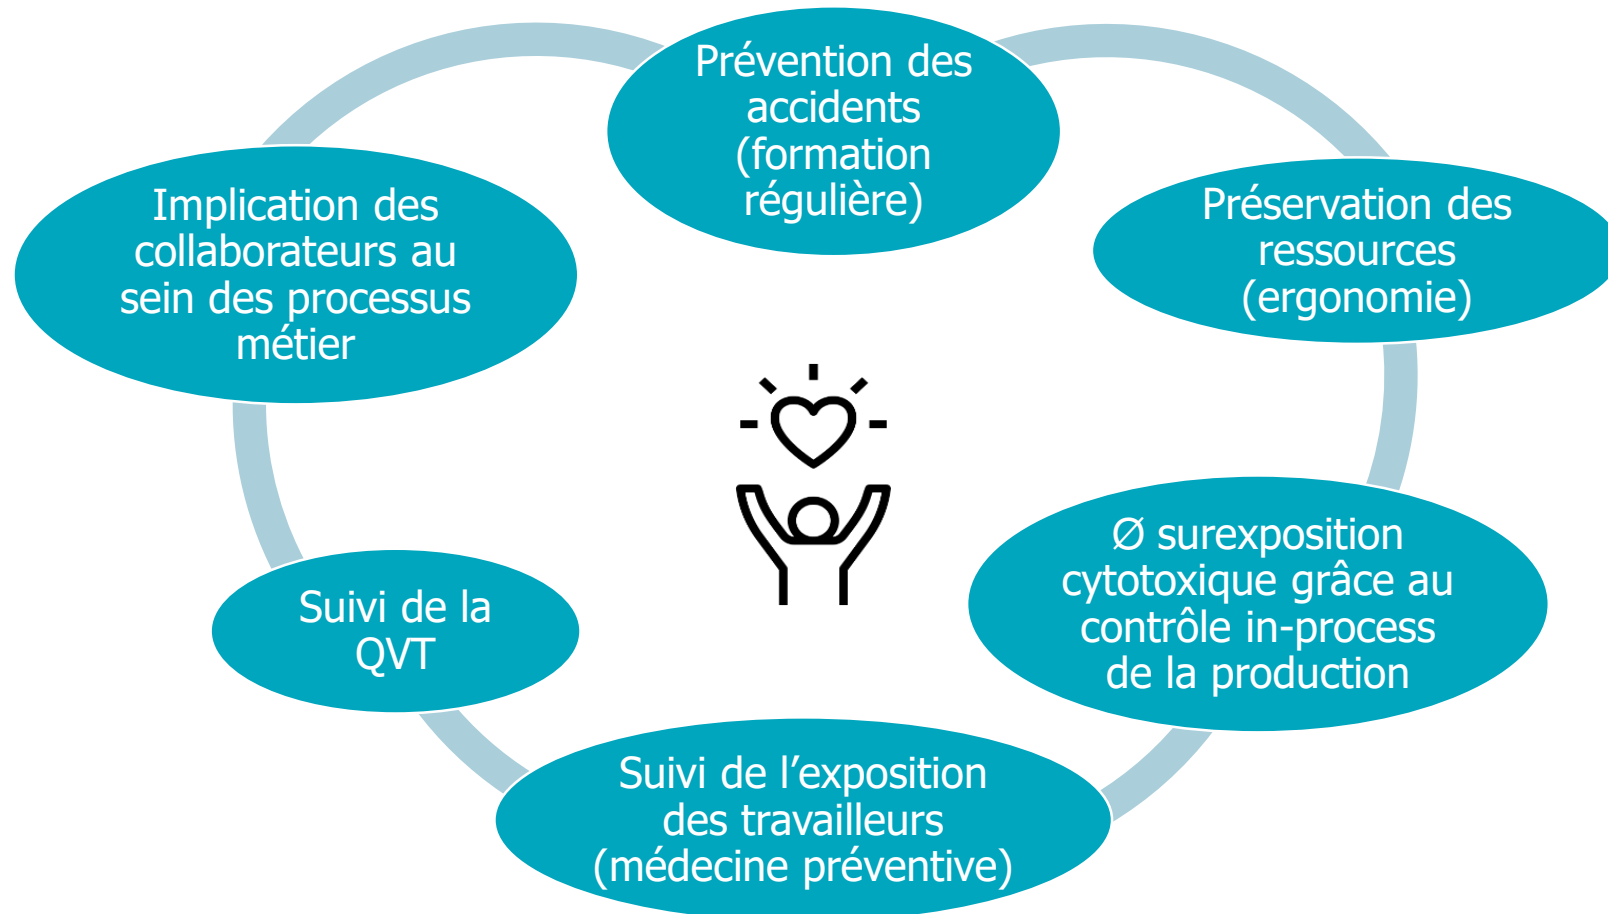 Prévention des
accidents
(formation
régulière)
Préservation des
ressources
(ergonomie)
Ø surexposition
cytotoxique grâce au
contrôle in-process
de la production
Suivi de l’exposition
des travailleurs
(médecine préventive)
Suivi de la
QVT
Implication des
collaborateurs au
sein des processus
métier